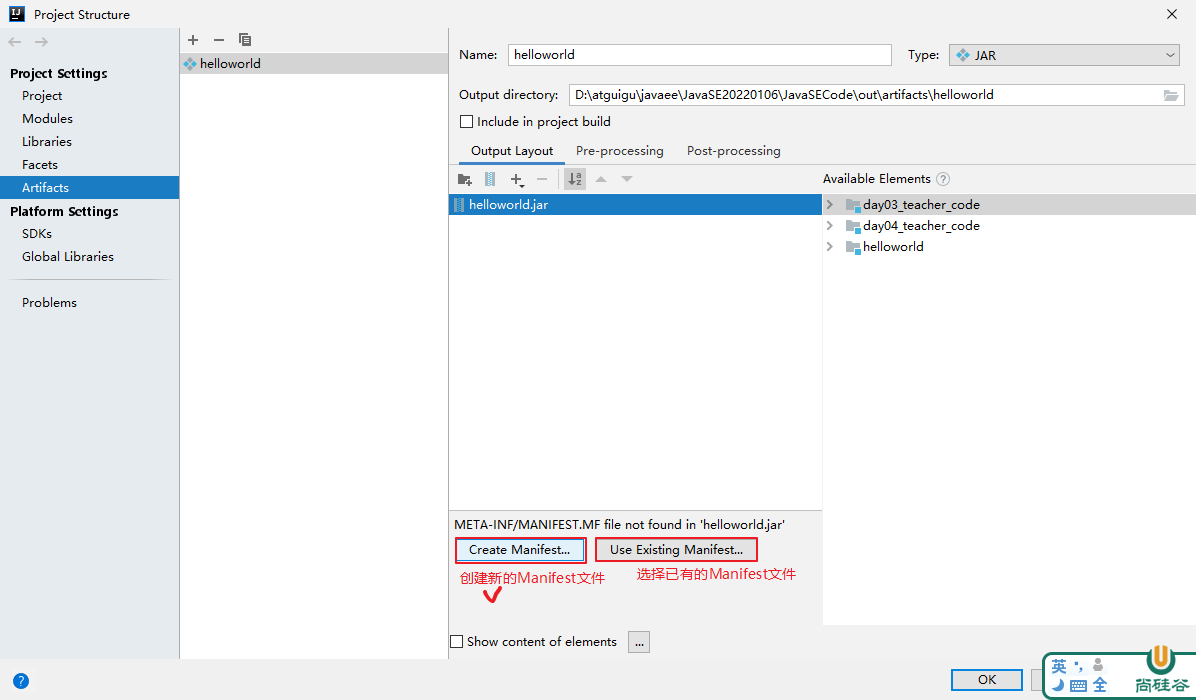 Project Structure
Project Settings
Project
Modules
Libraries
Facets
Artifacts
Platform Settings
SDKs
Global Libraries
Problems
helloworld
Name: helloworld Type: JAR
Output directory: D:\atguigu\javaee\JavaSE20220106\JavaSECode\out\artifacts\helloworld
Include in project build
Output Layout Pre-processing Post-processing
Available Elements ?
helloworld.jar
day03_teacher_code
day04_teacher_code
helloworld
META-INF/MANIFEST.MF file not found in 'helloworld.jar'
Create Manifest... Use Existing Manifest...
创建新的Manifest文件 选择已有的Manifest文件
Show content of elements ...
? OK
英 全
尚硅谷